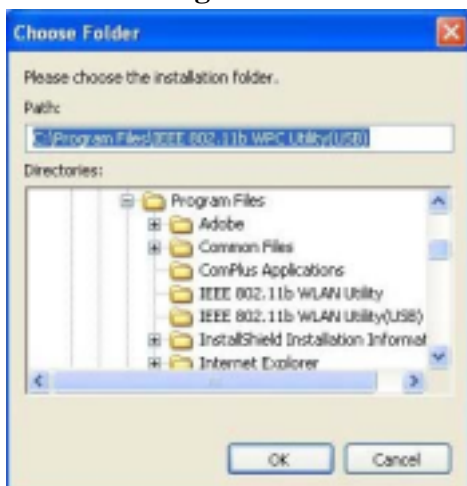 Choose Folder
Please choose the installation folder.
Path:
C:\Program Files\IEEE 802.11b WPC Utility(USB)
Directories:
Program Files
Adobe
Common Files
ComPlus Applications
IEEE 802.11b WLAN Utility
IEEE 802.11b WLAN Utility(USB)
InstallShield Installation Informat
Internet Explorer
OK
Cancel